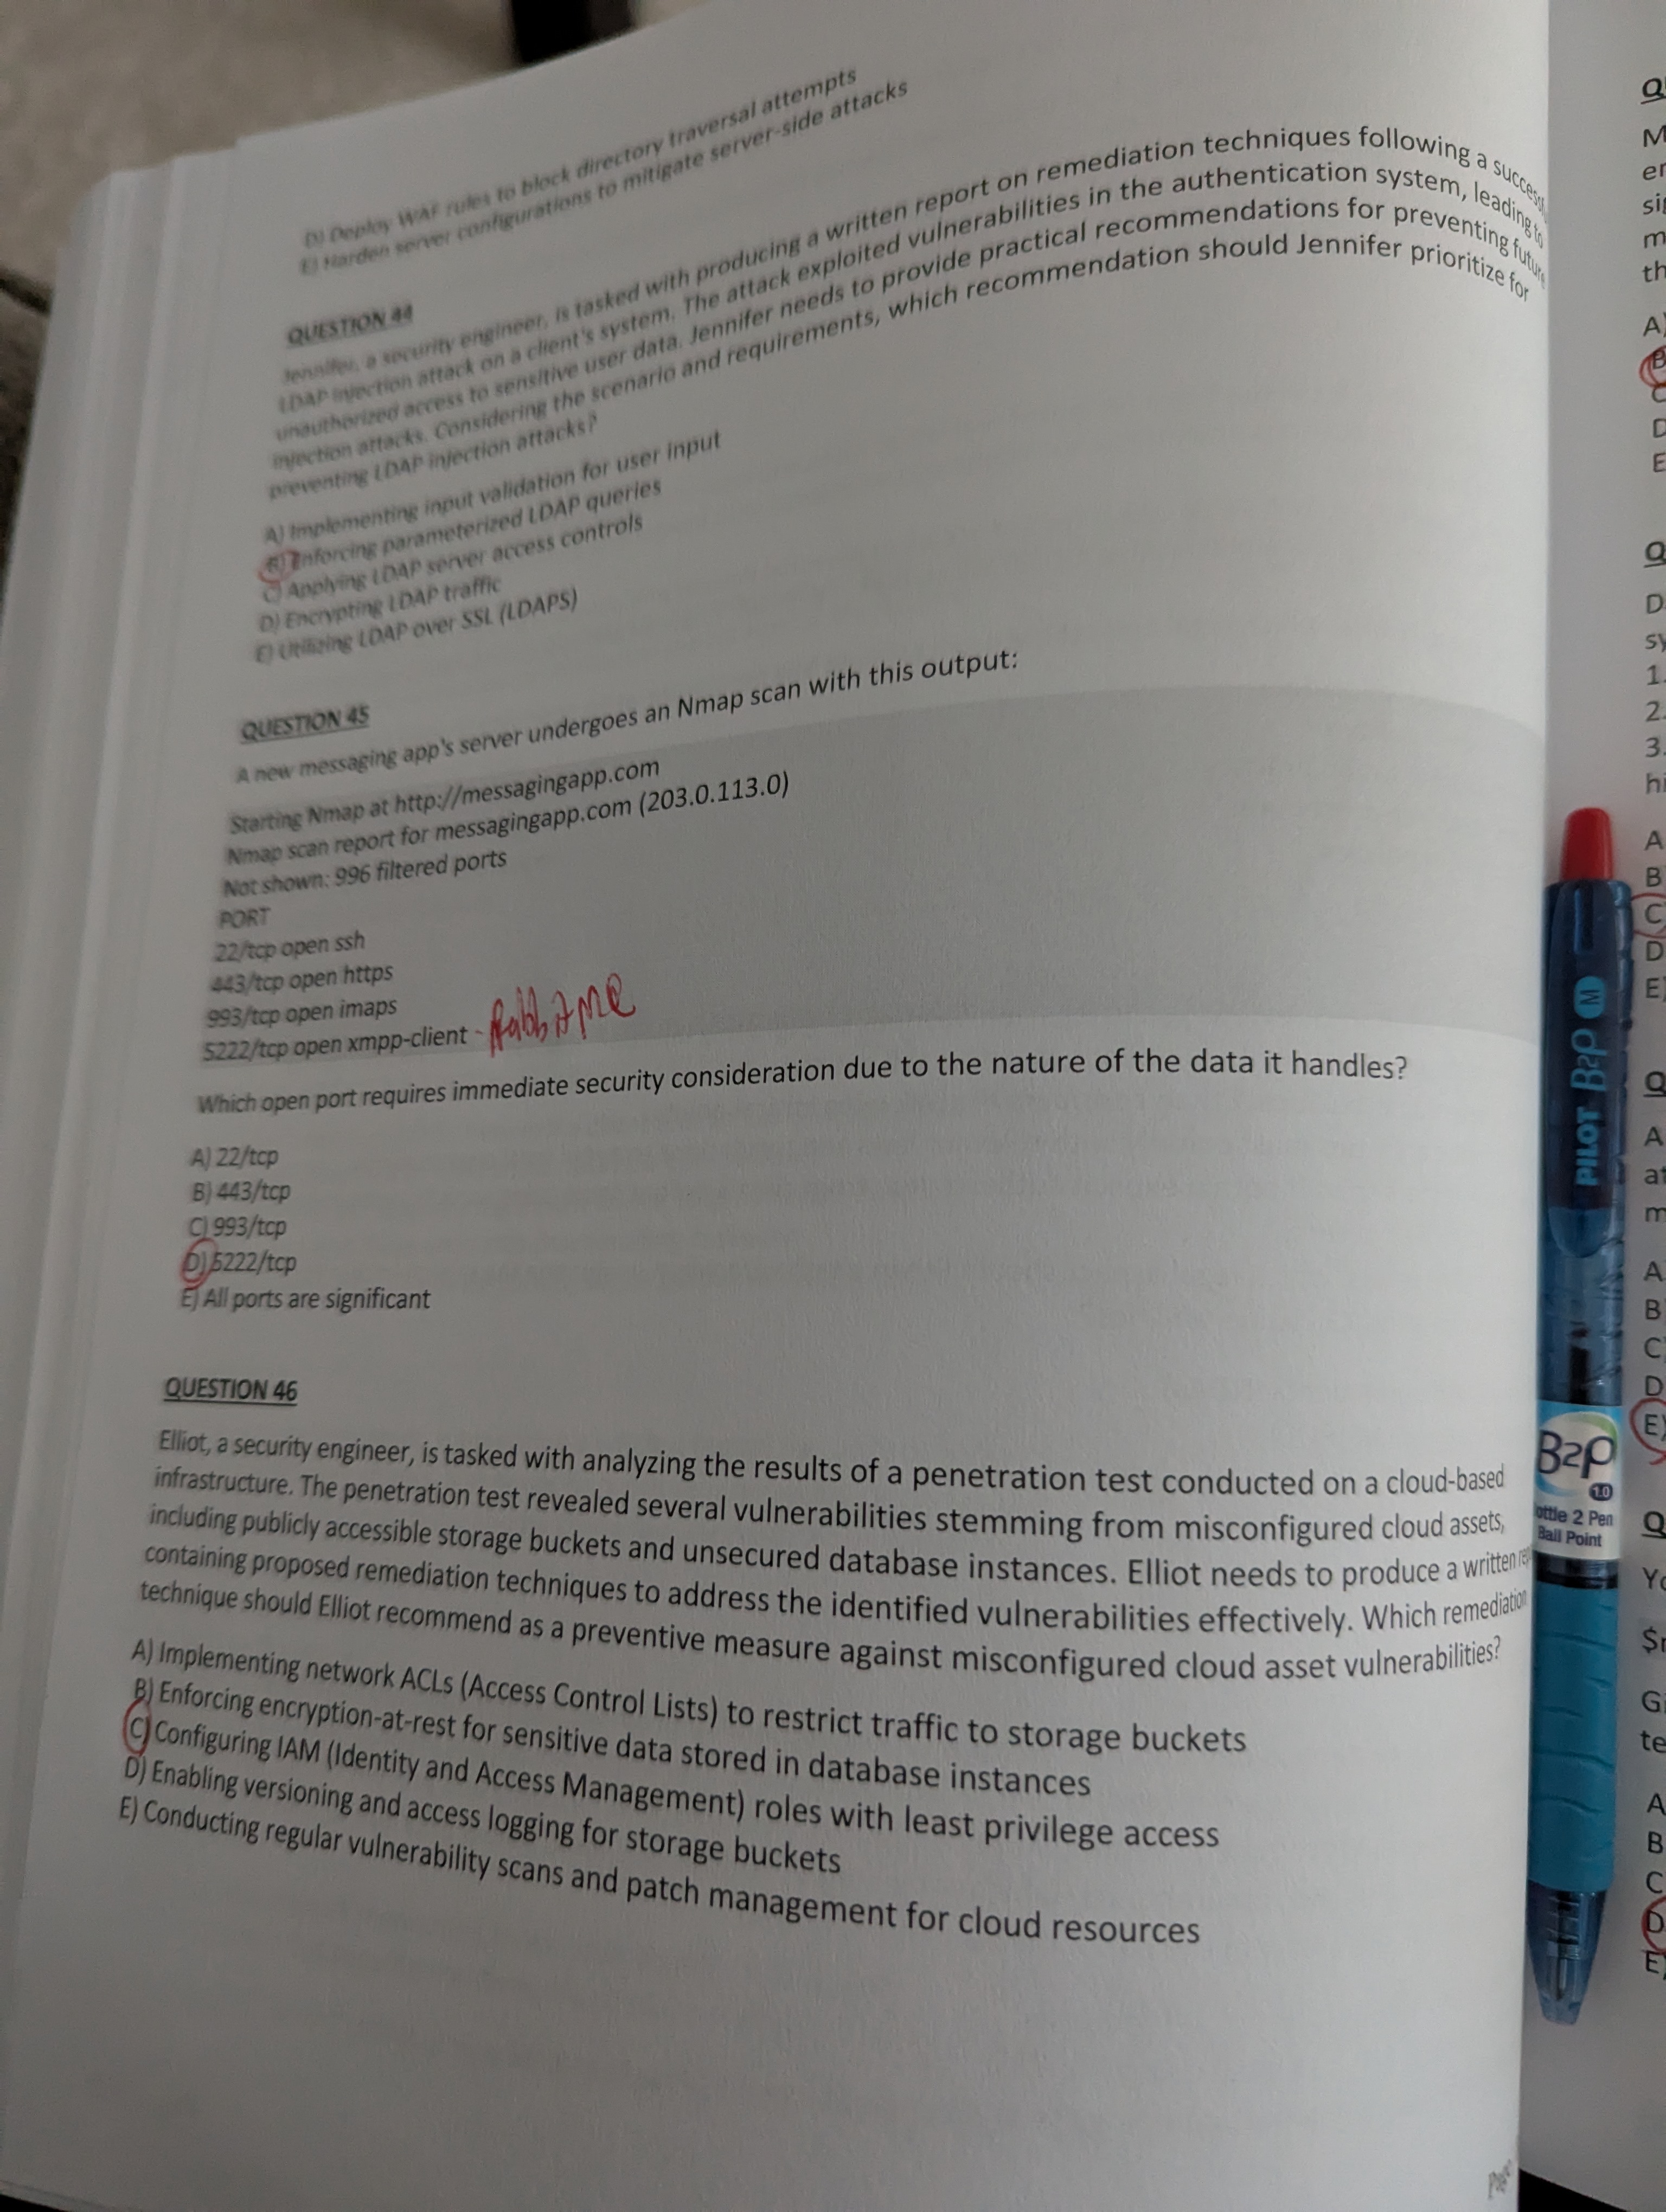 D) Deploy WAF rules to block directory traversal attempts
E) Harden server configurations to mitigate server-side attacks
QUESTION 44
Jennifer, a security engineer, is tasked with producing a written report on remediation techniques following a
LDAP injection attack on a client's system. The attack exploited vulnerabilities in the authentication system, leading to
unauthorized access to sensitive user data. Jennifer needs to provide practical recommendations for preventing future
injection attacks. Considering the scenario and requirements, which recommendation should Jennifer prioritize for
preventing LDAP injection attacks?
A) Implementing input validation for user input
B) Enforcing parameterized LDAP queries
C) Applying LDAP server access controls
D) Encrypting LDAP traffic
E) Utilizing LDAP over SSL (LDAPS)
QUESTION 45
A new messaging app's server undergoes an Nmap scan with this output:
Starting Nmap at http://messagingapp.com
Nmap scan report for messagingapp.com (203.0.113.0)
Not shown: 996 filtered ports
PORT
22/tcp open ssh
443/tcp open https
993/tcp open imaps
5222/tcp open xmpp-client -
Which open port requires immediate security consideration due to the nature of the data it handles?
A) 22/tcp
B) 443/tcp
C) 993/tcp
D) 5222/tcp
E) All ports are significant
QUESTION 46
Elliot, a security engineer, is tasked with analyzing the results of a penetration test conducted on a cloud-based
infrastructure. The penetration test revealed several vulnerabilities stemming from misconfigured cloud assets,
including publicly accessible storage buckets and unsecured database instances. Elliot needs to produce a written
containing proposed remediation techniques to address the identified vulnerabilities effectively. Which remediation
technique should Elliot recommend as a preventive measure against misconfigured cloud asset vulnerabilities?
A) Implementing network ACLs (Access Control Lists) to restrict traffic to storage buckets
B) Enforcing encryption-at-rest for sensitive data stored in database instances
C) Configuring IAM (Identity and Access Management) roles with least privilege access
D) Enabling versioning and access logging for storage buckets
E) Conducting regular vulnerability scans and patch management for cloud resources
PILOT B2P M
B2P
1.0
Bottle 2 Pen
Ball Point